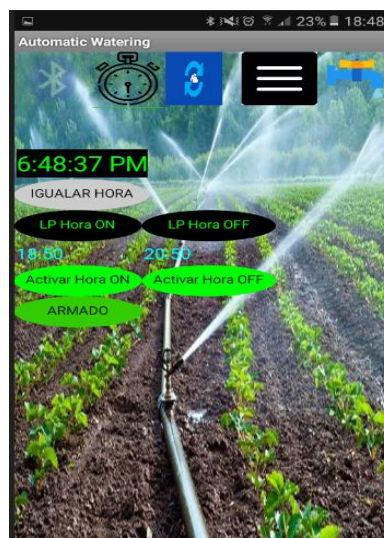 23% 18:48
Automatic Watering
6:48:37 PM
IGUALAR HORA
LP Hora ON LP Hora OFF
18:50 20:50
Activar Hora ON Activar Hora OFF
ARMADO